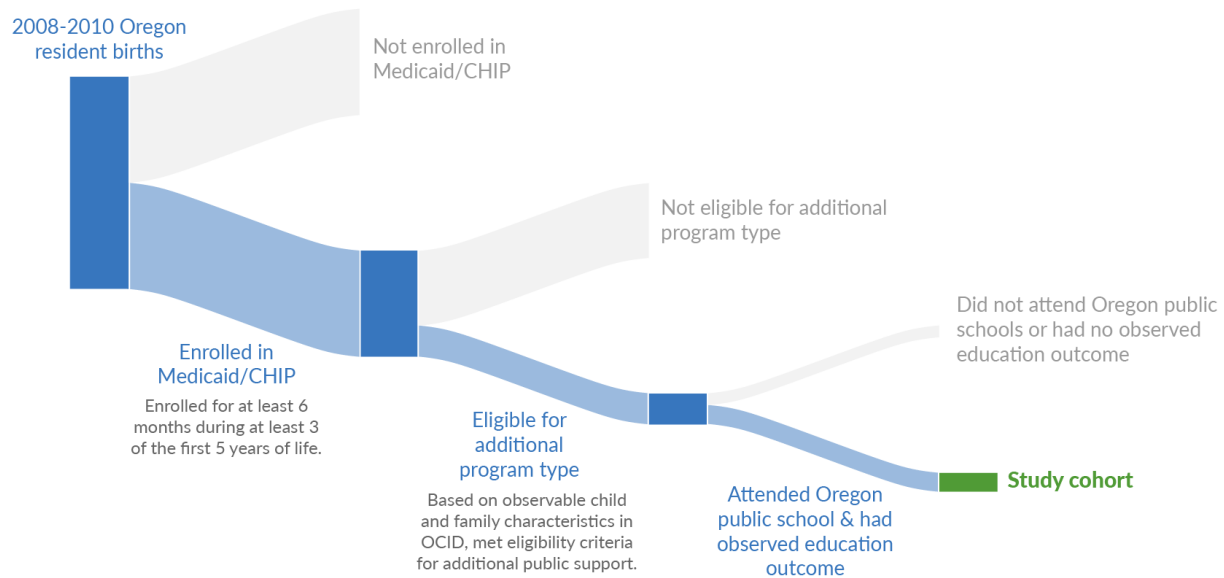 2008-2010 Oregon
resident births
Not enrolled in
Medicaid/CHIP
Enrolled in
Medicaid/CHIP
Enrolled for at least 6
months during at least 3
of the first 5 years of life.
Not eligible for additional
program type
Eligible for
additional
program type
Based on observable child
and family characteristics in
OCID, met eligibility criteria
for additional public support.
Did not attend Oregon public
schools or had no observed
education outcome
Attended Oregon
public school & had
observed education
outcome
Study cohort